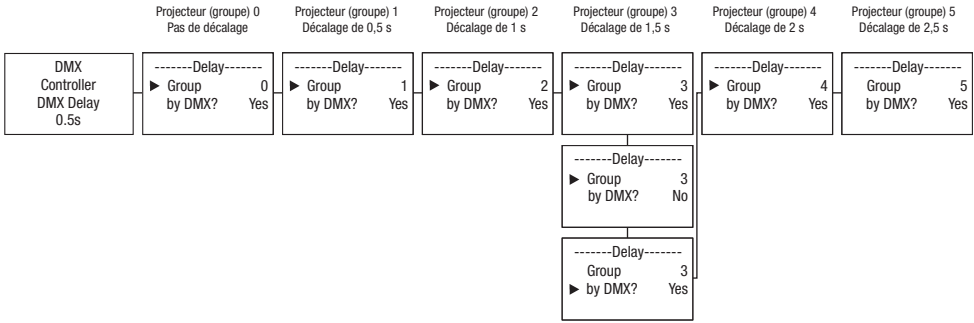 Projecteur (groupe) 0
Pas de décalage
Projecteur (groupe) 1
Décalage de 0,5 s
Projecteur (groupe) 2
Décalage de 1 s
Projecteur (groupe) 3
Décalage de 1,5 s
Projecteur (groupe) 4
Décalage de 2 s
Projecteur (groupe) 5
Décalage de 2,5 s
DMX
Controller
DMX Delay
0.5s
-------Delay-------
▶ Group 0
by DMX? Yes
-------Delay-------
▶ Group 1
by DMX? Yes
-------Delay-------
▶ Group 2
by DMX? Yes
-------Delay-------
▶ Group 3
by DMX? Yes
-------Delay-------
▶ Group 4
by DMX? Yes
-------Delay-------
Group 5
by DMX? Yes
-------Delay-------
▶ Group 3
by DMX? No
-------Delay-------
Group 3
▶ by DMX? Yes